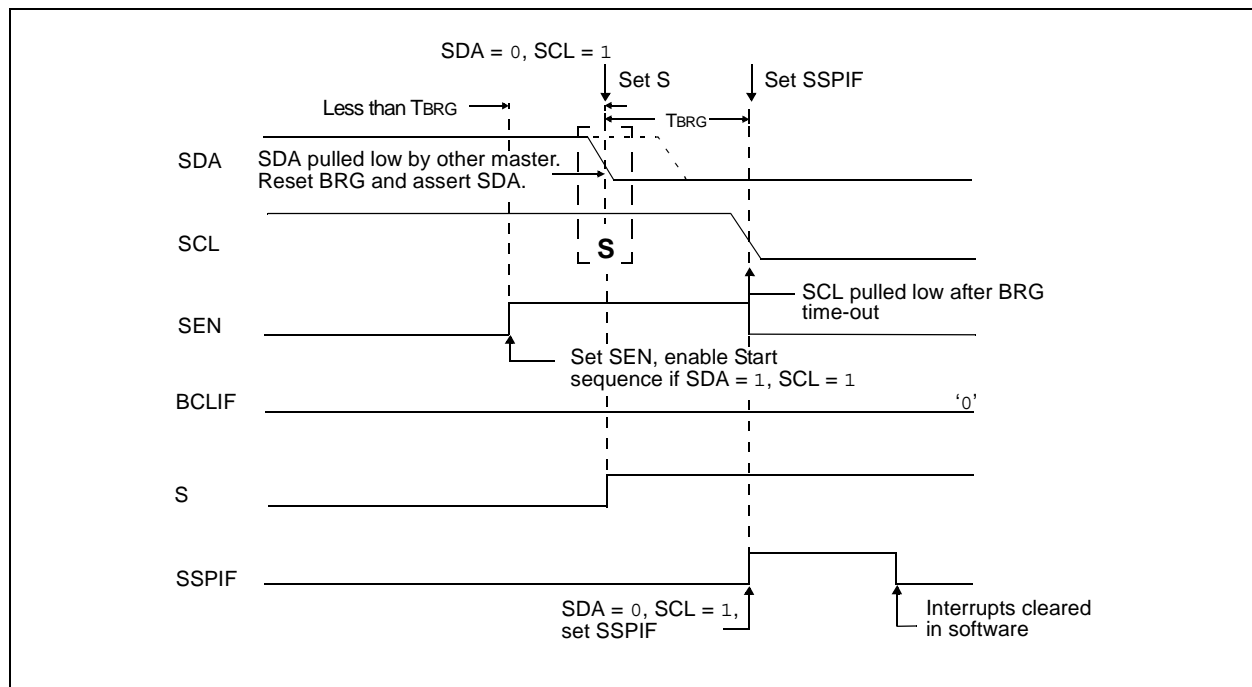 SDA = 0, SCL = 1
Set S
Set SSPIF
Less than TBRG
TBRG
SDA
SDA pulled low by other master.
Reset BRG and assert SDA.
SCL
S
SCL pulled low after BRG
time-out
SEN
Set SEN, enable Start
sequence if SDA = 1, SCL = 1
BCLIF
‘0’
S
SSPIF
SDA = 0, SCL = 1,
set SSPIF
Interrupts cleared
in software